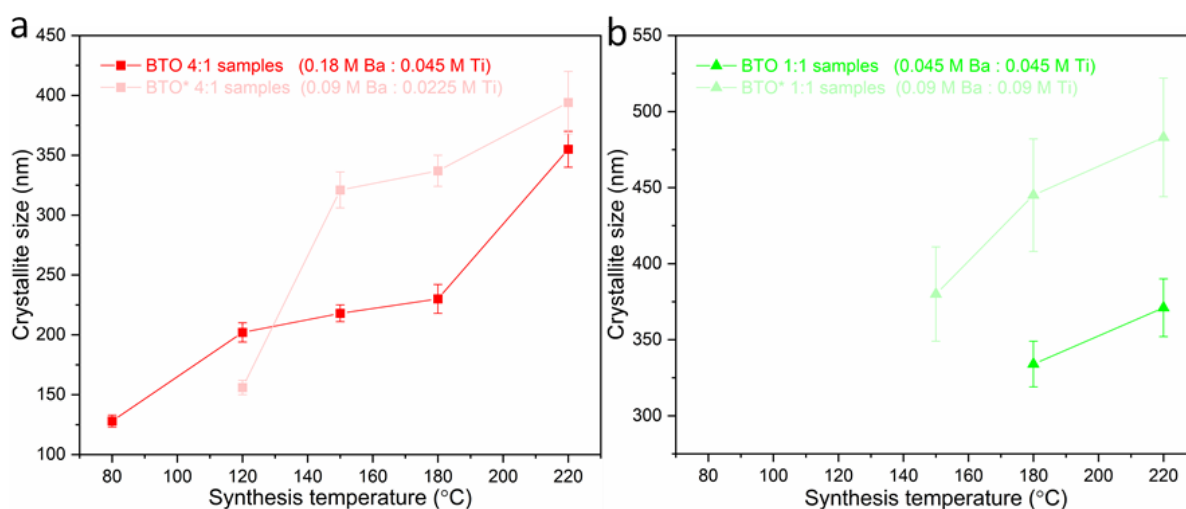 a
450
400
350
300
250
200
150
100
Crystallite size (nm)
BTO 4:1 samples (0.18 M Ba : 0.045 M Ti)
BTO* 4:1 samples (0.09 M Ba : 0.0225 M Ti)
80 100 120 140 160 180 200 220
Synthesis temperature (°C)
b
550
500
450
400
350
300
Crystallite size (nm)
BTO 1:1 samples (0.045 M Ba : 0.045 M Ti)
BTO* 1:1 samples (0.09 M Ba : 0.09 M Ti)
80 100 120 140 160 180 200 220
Synthesis temperature (°C)